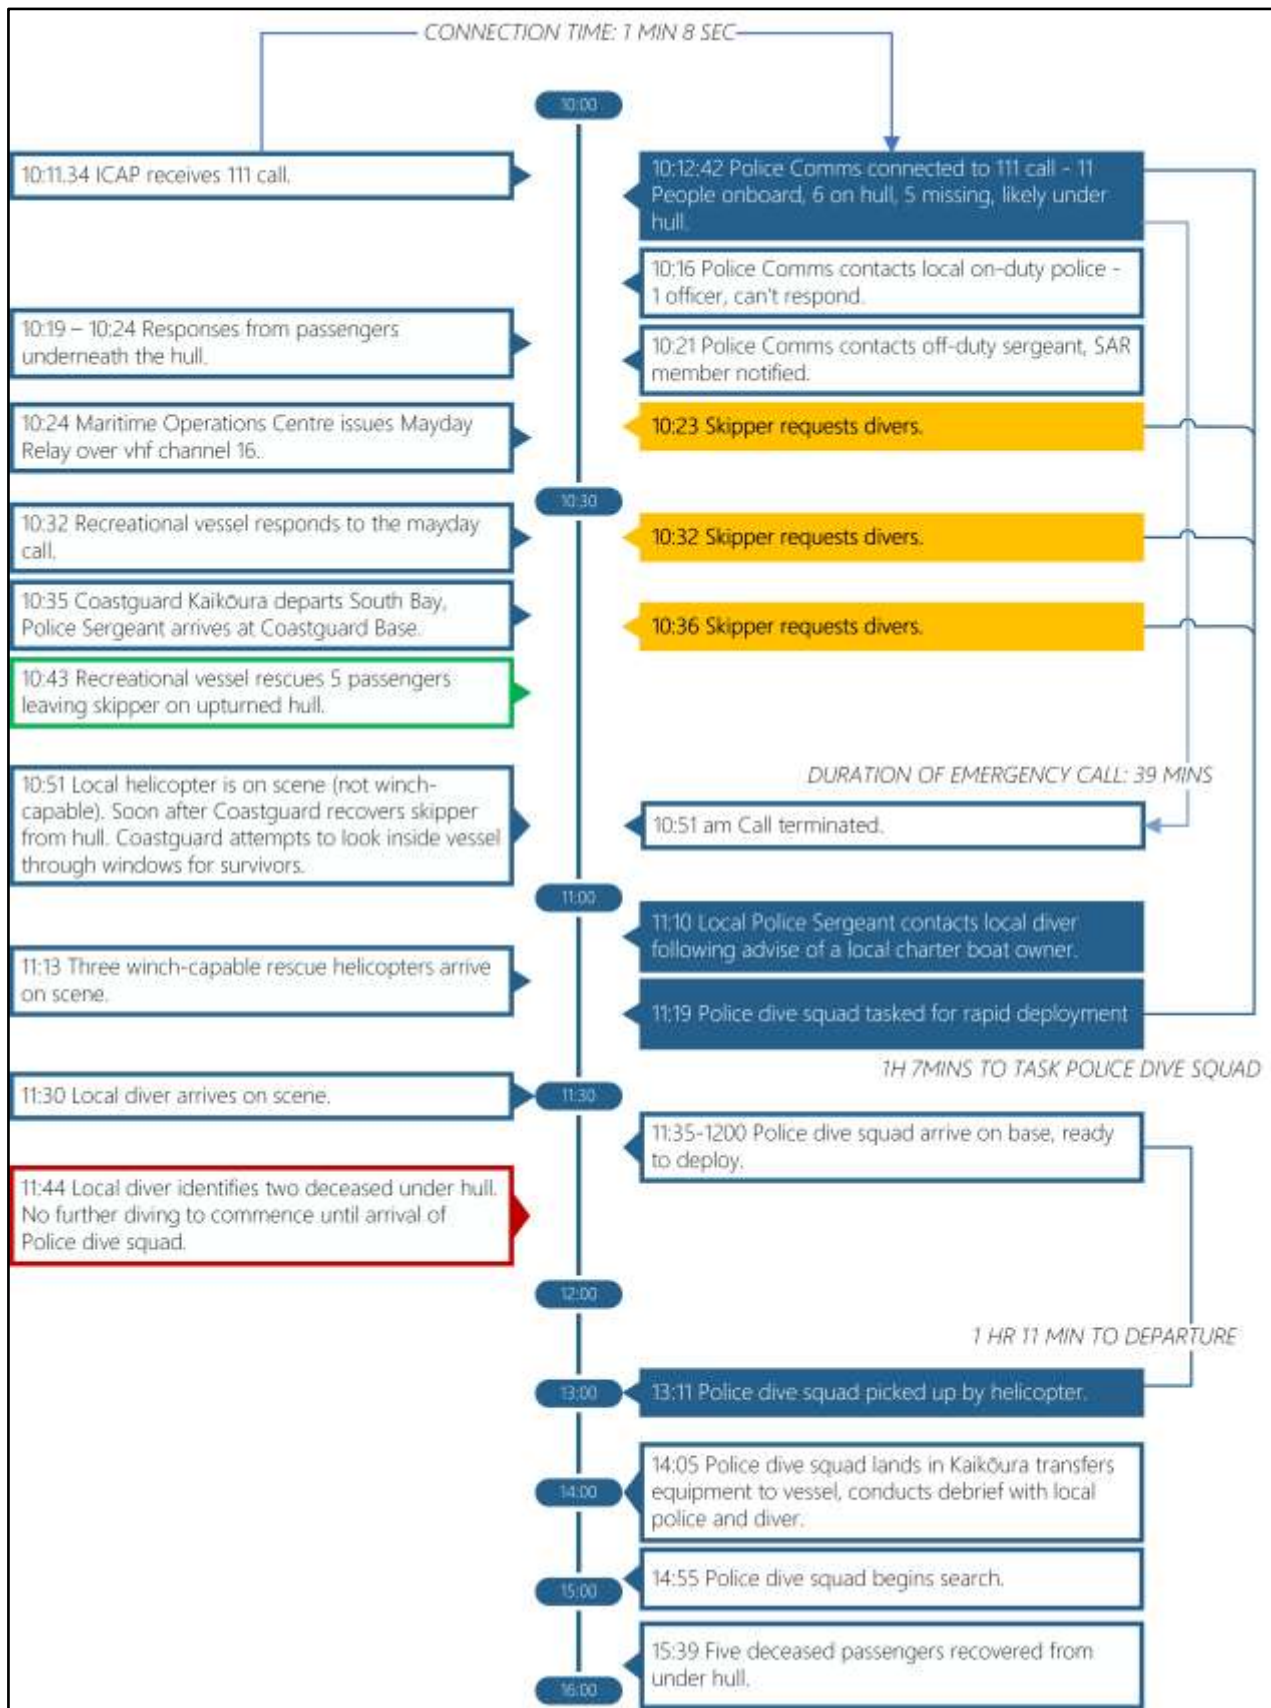 CONNECTION TIME: 1 MIN 8 SEC
10:00
10:11.34 ICAP receives 111 call.
10:12:42 Police Comms connected to 111 call - 11
People onboard, 6 on hull, 5 missing, likely under
hull.
10:16 Police Comms contacts local on-duty police -
1 officer, can't respond.
10:19 – 10:24 Responses from passengers
underneath the hull.
10:21 Police Comms contacts off-duty sergeant, SAR
member notified.
10:24 Maritime Operations Centre issues Mayday
Relay over vhf channel 16.
10:23 Skipper requests divers.
10:30
10:32 Recreational vessel responds to the mayday
call.
10:32 Skipper requests divers.
10:35 Coastguard Kaikōura departs South Bay,
Police Sergeant arrives at Coastguard Base.
10:36 Skipper requests divers.
10:43 Recreational vessel rescues 5 passengers
leaving skipper on upturned hull.
10:51 Local helicopter is on scene (not winch-
capable). Soon after Coastguard recovers skipper
from hull. Coastguard attempts to look inside vessel
through windows for survivors.
DURATION OF EMERGENCY CALL: 39 MINS
10:51 am Call terminated.
11:00
11:10 Local Police Sergeant contacts local diver
following advise of a local charter boat owner.
11:13 Three winch-capable rescue helicopters arrive
on scene.
11:19 Police dive squad tasked for rapid deployment
1H 7MINS TO TASK POLICE DIVE SQUAD
11:30 Local diver arrives on scene.
11:30
11:35-1200 Police dive squad arrive on base, ready
to deploy.
11:44 Local diver identifies two deceased under hull.
No further diving to commence until arrival of
Police dive squad.
12:00
1 HR 11 MIN TO DEPARTURE
13:00
13:11 Police dive squad picked up by helicopter.
14:00
14:05 Police dive squad lands in Kaikōura transfers
equipment to vessel, conducts debrief with local
police and diver.
14:55 Police dive squad begins search.
15:00
15:39 Five deceased passengers recovered from
under hull.
16:00